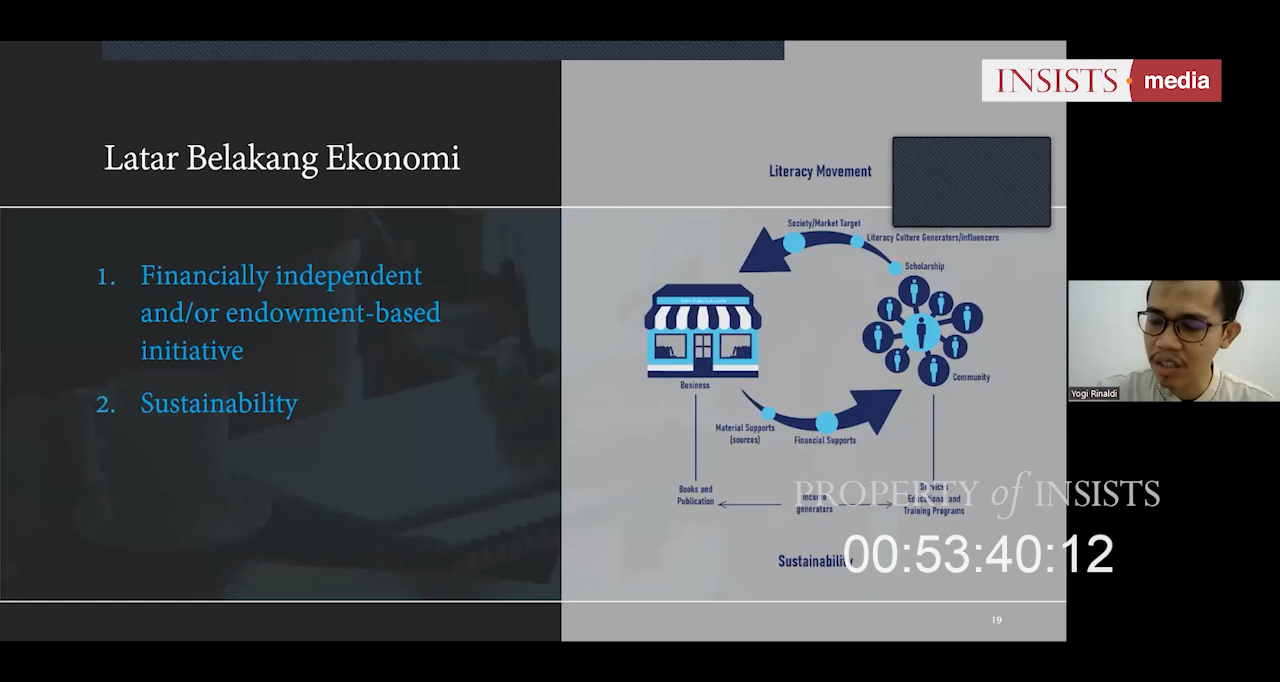 INSISTS media
Latar Belakang Ekonomi
1. Financially independent
and/or endowment-based
initiative
2. Sustainability
Literacy Movement
Society/Market Target
Literacy Culture Generators/influencers
Scholarship
Business
Community
Material Supports
(sources)
Financial Supports
Books and
Publication
Income
generators
Services
Educational and
Training Programs
Sustainability
PROPERTY of INSISTS
00:53:40:12
19
Yogi Rinaldi